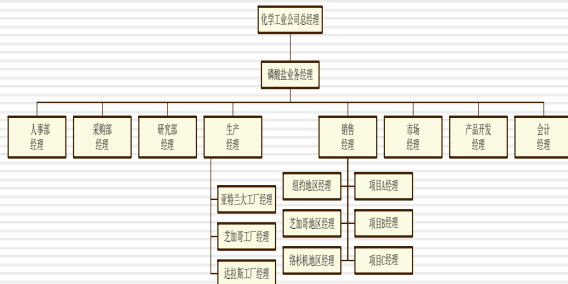 化学工业公司总经理
磷酸盐业务经理
人事部
经理
采购部
经理
研究部
经理
生产
经理
销售
经理
市场
经理
产品开发
经理
会计
经理
亚特兰大工厂经理
芝加哥工厂经理
达拉斯工厂经理
纽约地区经理
芝加哥地区经理
络杉机地区经理
项目A经理
项目B经理
项目C经理